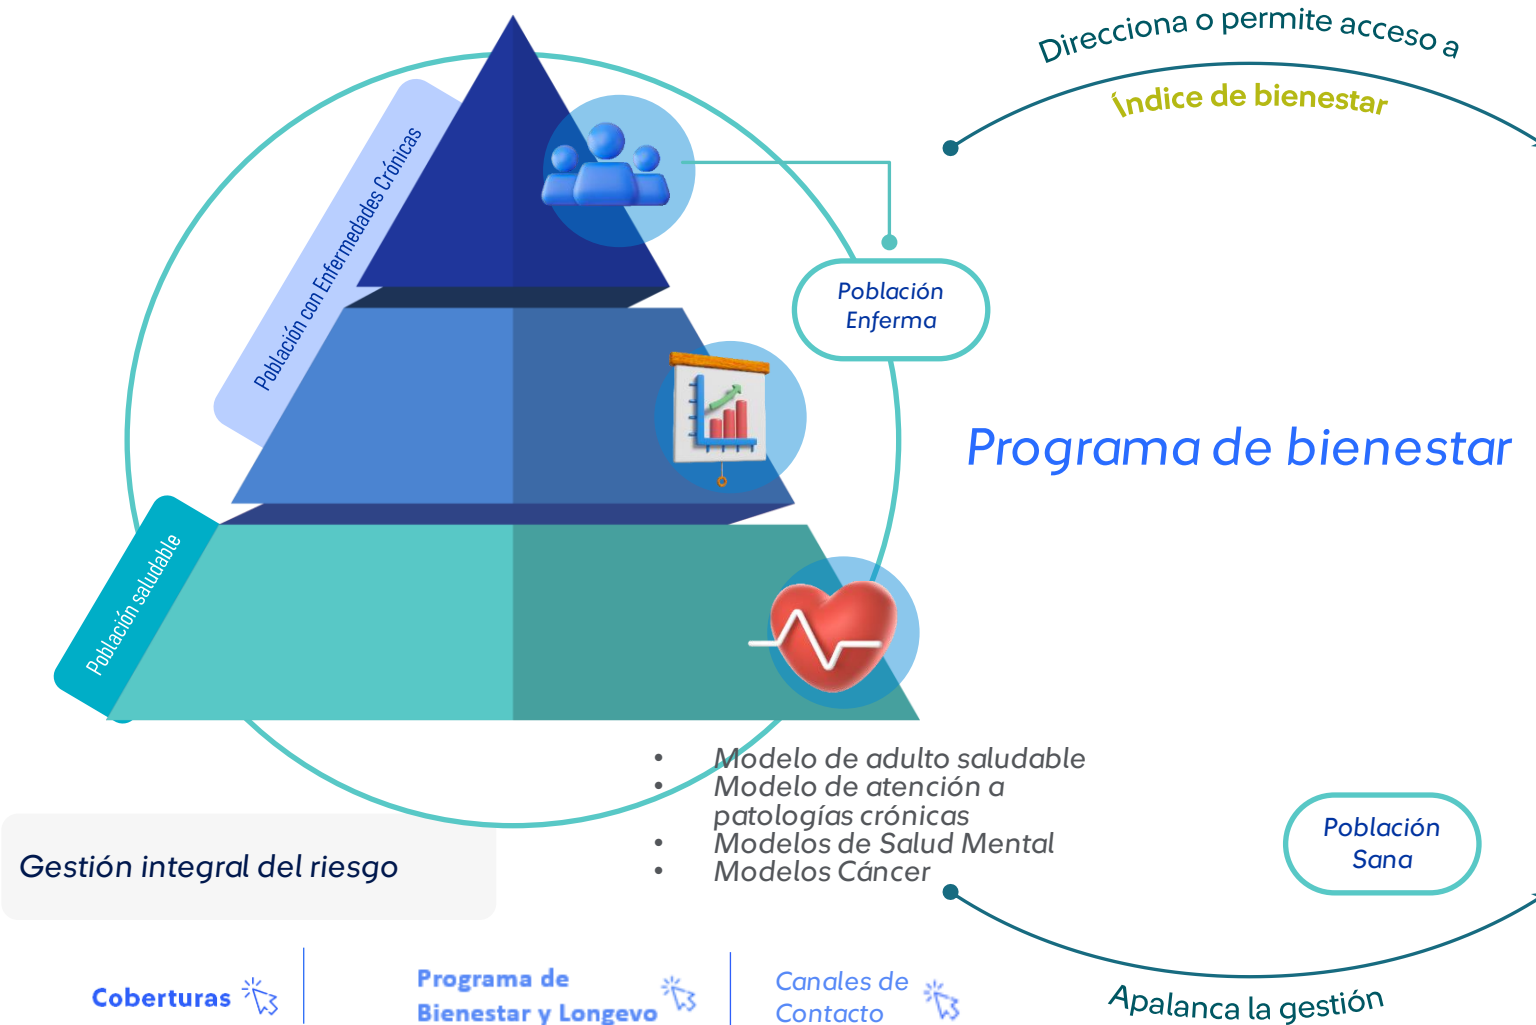 Direcciona o permite acceso a
Índice de bienestar
Población con Enfermedades Crónicas
Población
Enferma
Programa de bienestar
Población saludable
• Modelo de adulto saludable
• Modelo de atención a
patologías crónicas
• Modelos de Salud Mental
• Modelos Cáncer
Población
Sana
Gestión integral del riesgo
Apalanca la gestión
Coberturas
Programa de
Bienestar y Longevo
Canales de
Contacto